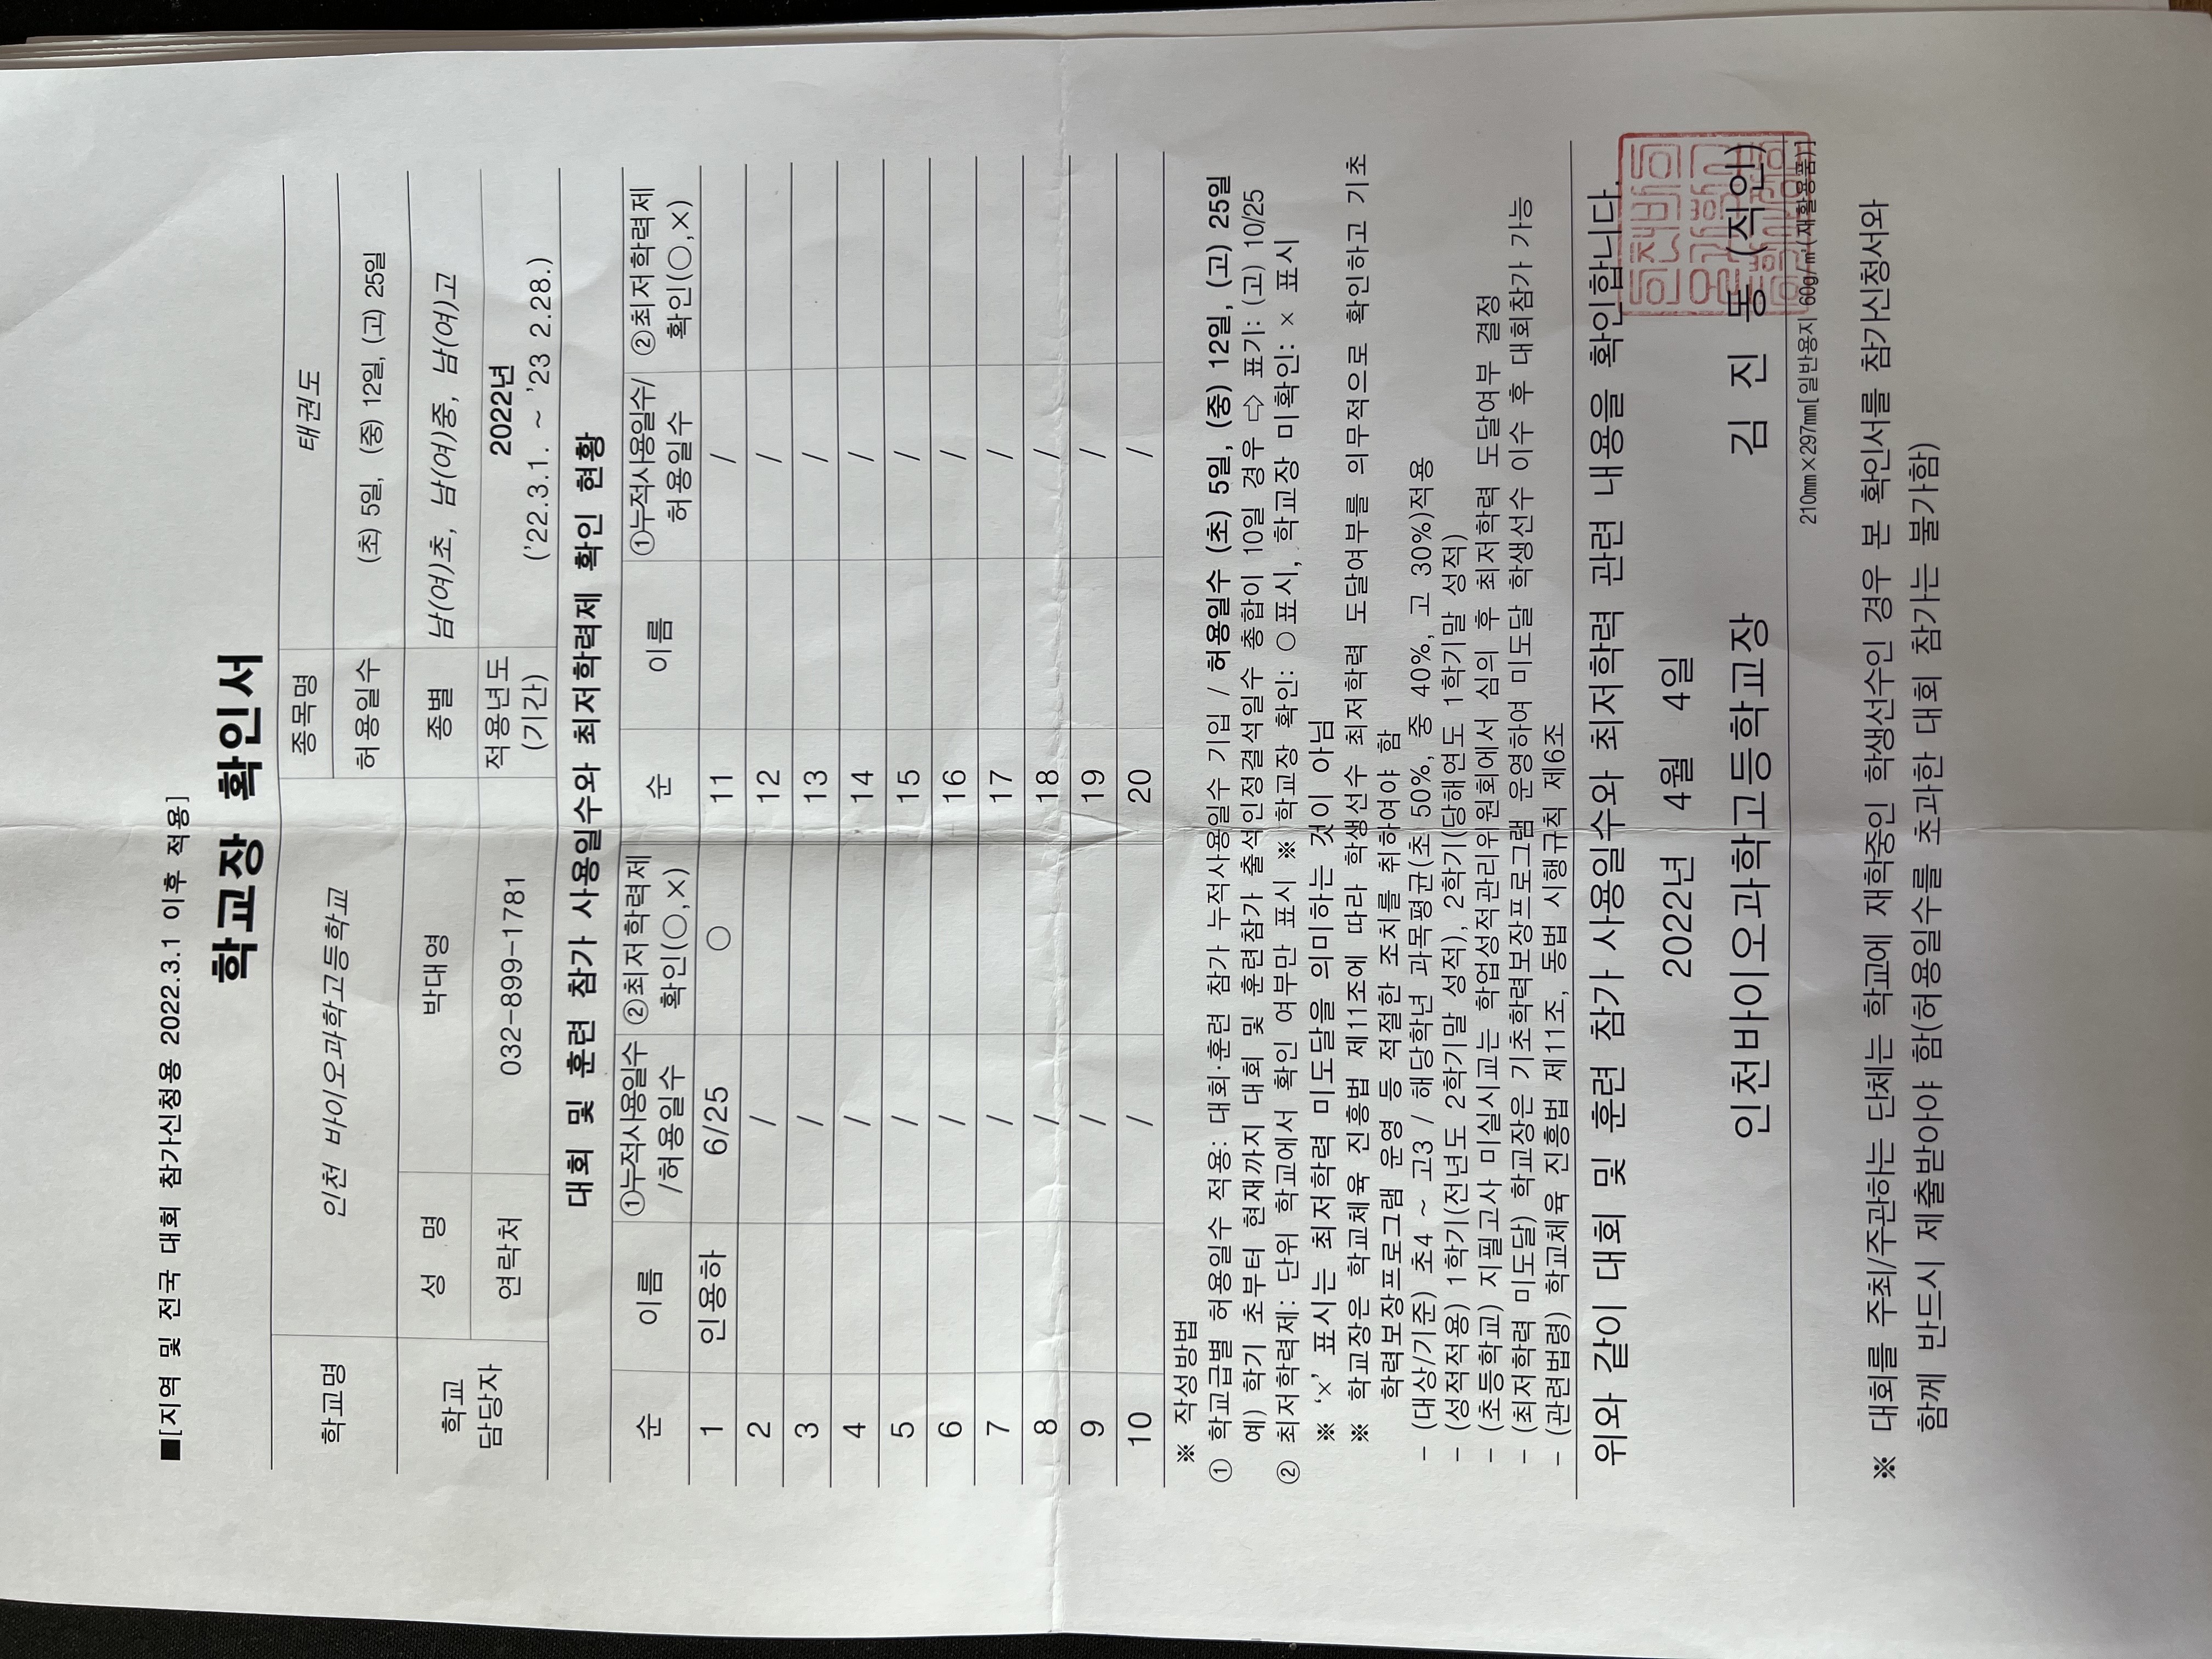 ■[지역 및 전국 대회 참가신청용 2022.3.1 이후 적용]
학교장 확인서
학교명 인천 바이오과학고등학교 종목명 태권도
허용일수 (초) 5일, (중) 12일, (고) 25일
학교 담당자 성 명 박대영 종별 남(여)초, 남(여)중, 남(여)고
연락처 032-899-1781 적용년도 (기간) 2022년
('22.3.1. ~ '23 2.28.)
대회 및 훈련 참가 사용일수와 최저학력제 확인 현황
순 이름 ①누적사용일수 /허용일수 ②최저학력제 확인(○,×) 순 이름 ①누적사용일수/ 허용일수 ②최저학력제 확인(○,×)
1 인용하 6/25 ○ 11 /
2 / 12 /
3 / 13 /
4 / 14 /
5 / 15 /
6 / 16 /
7 / 17 /
8 / 18 /
9 / 19 /
10 / 20 /
※ 작성방법
① 학교급별 허용일수 적용: 대회·훈련 참가 누적사용일수 기입 / 허용일수 (초) 5일, (중) 12일, (고) 25일
예) 학기 초부터 현재까지 대회 및 훈련참가 출석인정결석일수 총합이 10일 경우 ⇨ 표기: (고) 10/25
② 최저학력제: 단위 학교에서 확인 여부만 표시 ※ 학교장 확인: ○ 표시, 학교장 미확인: × 표시
※ '×' 표시는 최저학력 미도달을 의미하는 것이 아님
※ 학교장은 학교체육 진흥법 제11조에 따라 학생선수 최저학력 도달여부를 의무적으로 확인하고 기초
학력보장프로그램 운영 등 적절한 조치를 취하여야 함
- (대상/기준) 초4 ~ 고3 / 해당학년 과목평균(초 50%, 중 40%, 고 30%)적용
- (성적적용) 1학기(전년도 2학기말 성적), 2학기(당해연도 1학기말 성적)
- (초등학교) 지필고사 미실시교는 학업성적관리위원회에서 심의 후 최저학력 도달여부 결정
- (최저학력 미도달) 학교장은 기초학력보장프로그램 운영하여 미도달 학생선수 이수 후 대회참가 가능
- (관련법령) 학교체육 진흥법 제11조, 동법 시행규칙 제6조
위와 같이 대회 및 훈련 참가 사용일수와 최저학력 관련 내용을 확인합니다.
2022년 4월 4일
인천바이오과학고등학교장 김 진 (직인)
210㎜×297㎜[일반용지 60g/㎡(재활용품)]
※ 대회를 주최/주관하는 단체는 학교에 재학중인 학생선수인 경우 본 확인서를 참가신청서와
함께 반드시 제출받아야 함(허용일수를 초과한 대회 참가는 불가함)